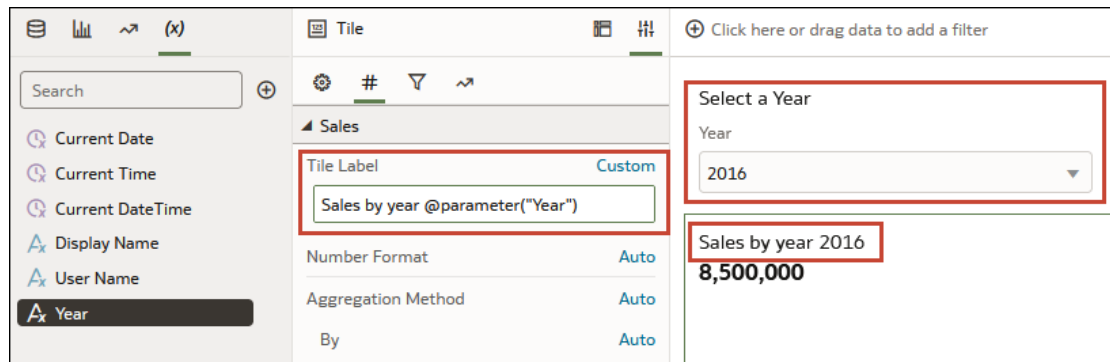 (x)
Search
Current Date
Current Time
Current DateTime
Display Name
User Name
Year
Tile
Sales
Tile Label Custom
Sales by year @parameter("Year")
Number Format Auto
Aggregation Method Auto
By Auto
Click here or drag data to add a filter
Select a Year
Year
2016
Sales by year 2016
8,500,000